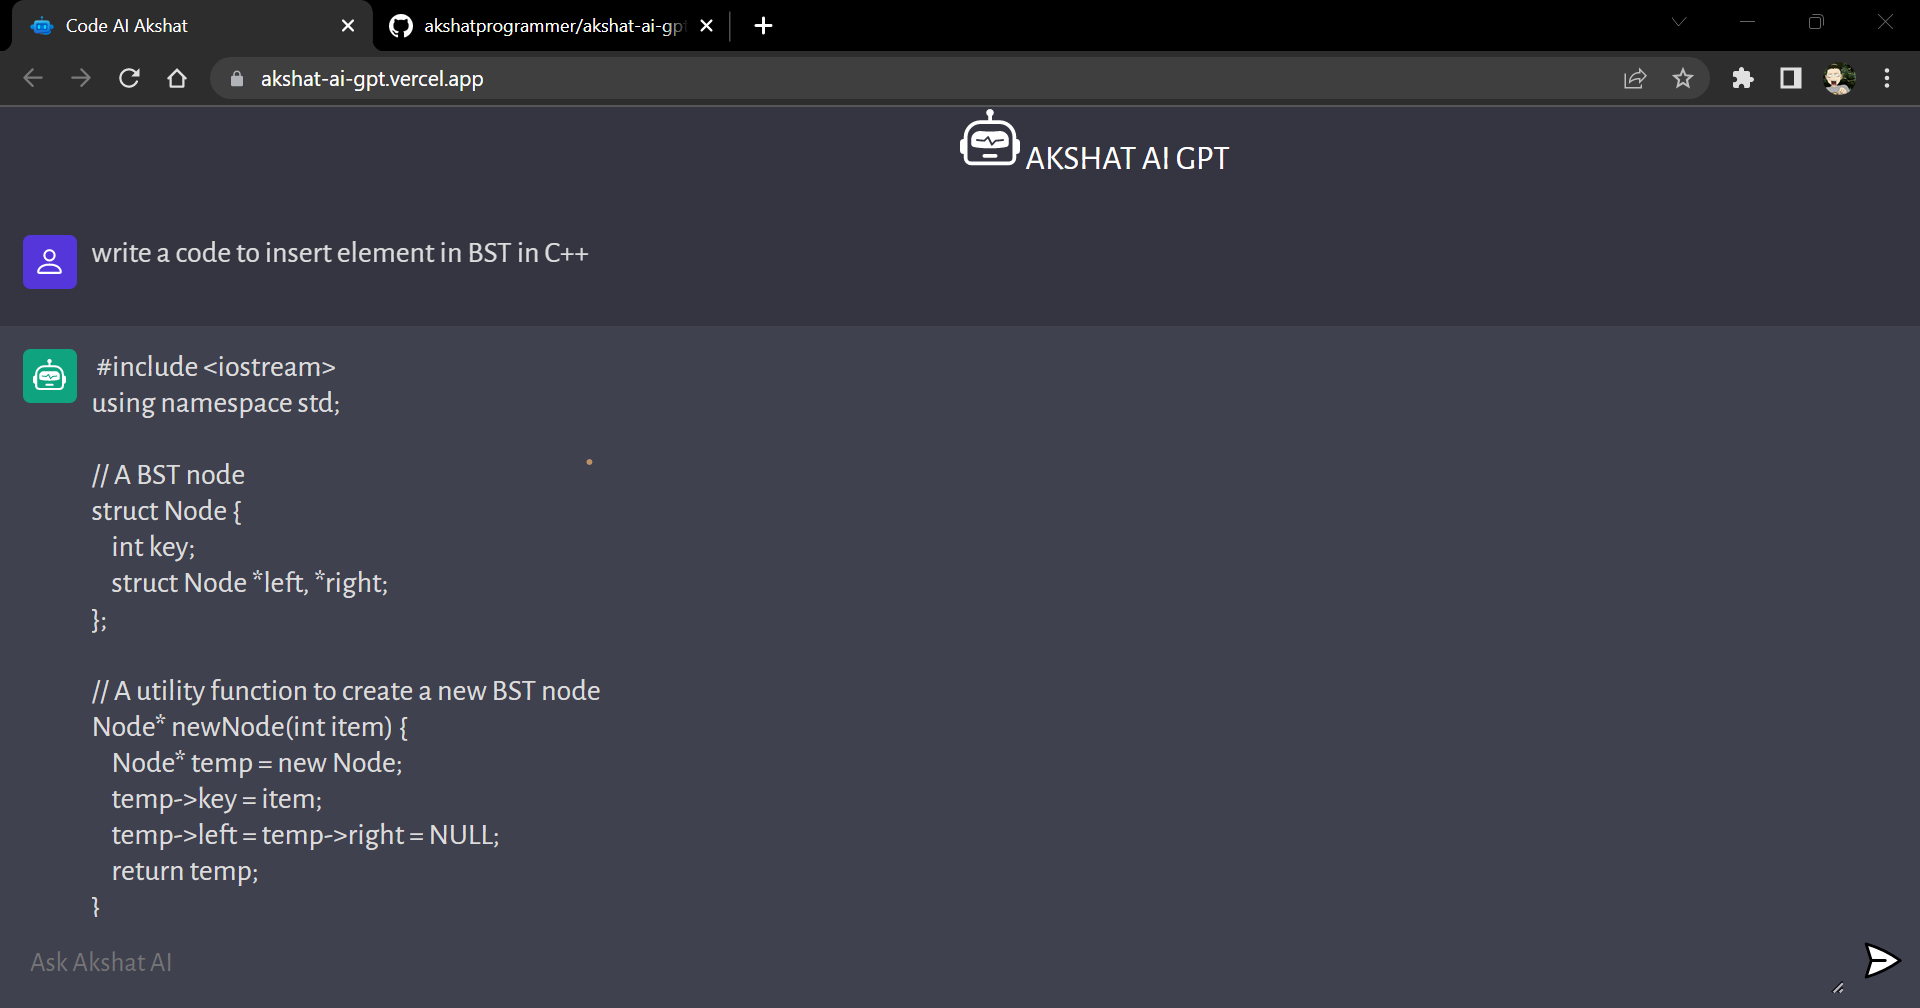 Code AI Akshat
akshatprogrammer/akshat-ai-gpt
akshat-ai-gpt.vercel.app
AKSHAT AI GPT
write a code to insert element in BST in C++
#include <iostream>
using namespace std;
// A BST node
struct Node {
int key;
struct Node *left, *right;
};
// A utility function to create a new BST node
Node* newNode(int item) {
Node* temp = new Node;
temp->key = item;
temp->left = temp->right = NULL;
return temp;
}
Ask Akshat AI